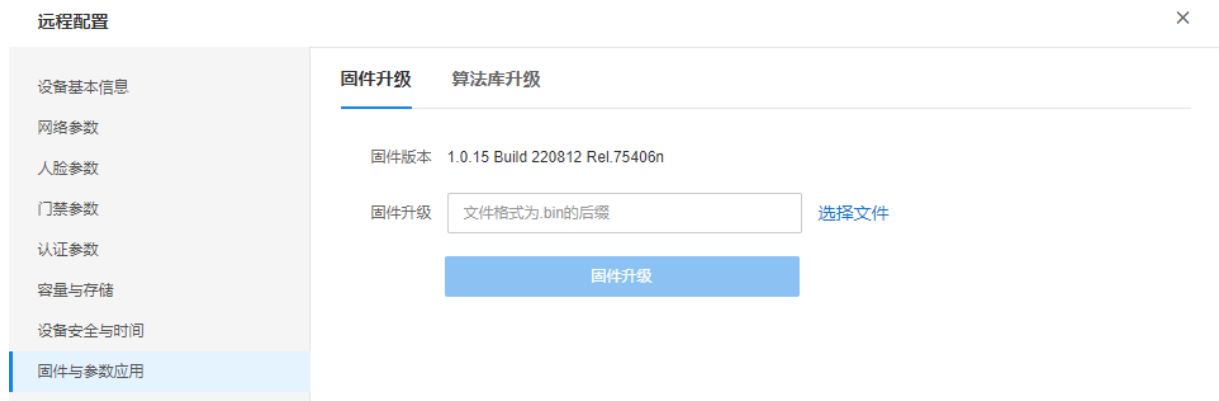 远程配置
设备基本信息
网络参数
人脸参数
门禁参数
认证参数
容量与存储
设备安全与时间
固件与参数应用
固件升级 算法库升级
固件版本 1.0.15 Build 220812 Rel.75406n
固件升级 文件格式为.bin的后缀 选择文件
固件升级